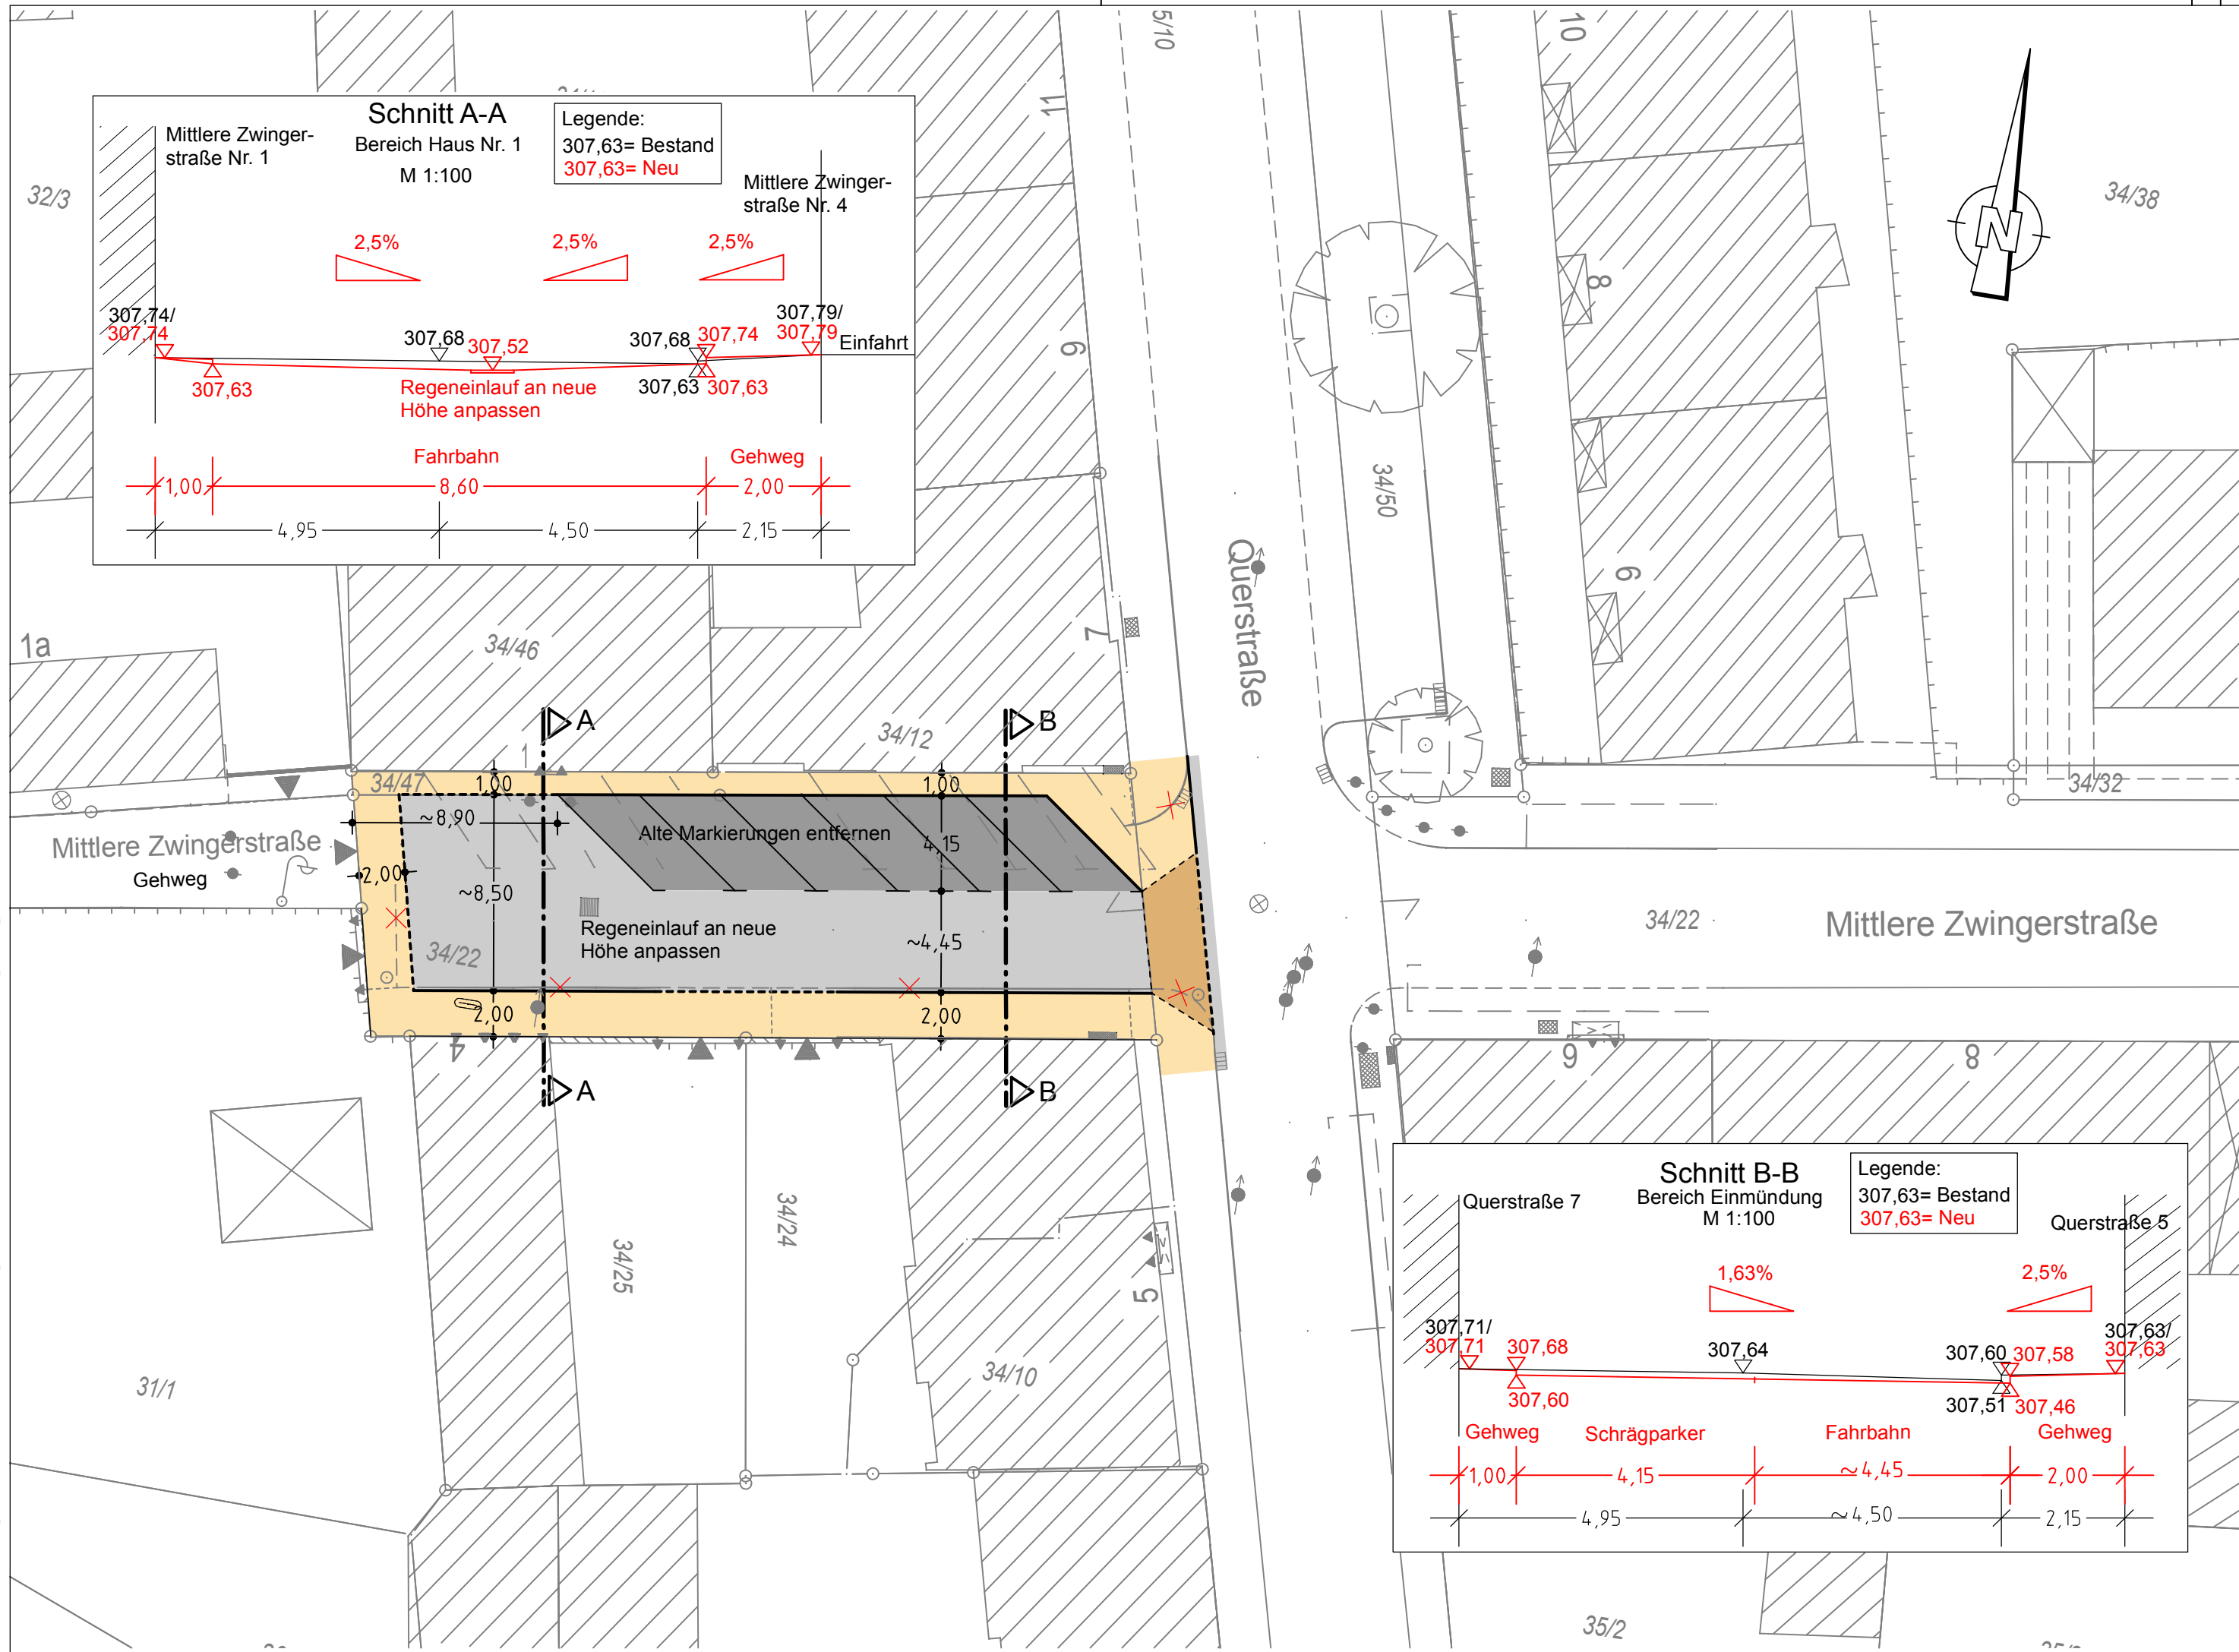 5/10
10
11
34/38
32/3
Schnitt A-A
Bereich Haus Nr. 1
M 1:100
Legende:
307,63= Bestand
307,63= Neu
Mittlere Zwinger-
straße Nr. 1
Mittlere Zwinger-
straße Nr. 4
2,5%
2,5%
2,5%
307,74/
307,74
307,68
307,52
307,68
307,74
307,79/
307,79
Einfahrt
307,63
Regeneinlauf an neue
Höhe anpassen
307,63
307,63
Fahrbahn
Gehweg
1,00
8,60
2,00
4,95
4,50
2,15
N
8
9
34/50
Querstraße
6
7
1a
34/46
34/12
A
B
1
34/47
1,00
1,00
34/32
~8,90
Alte Markierungen entfernen
4,15
Mittlere Zwingerstraße
Gehweg
2,00
~8,50
Regeneinlauf an neue
Höhe anpassen
~4,45
34/22
34/22
Mittlere Zwingerstraße
2,00
2,00
4
6
8
A
B
34/25
34/24
5
34/10
31/1
Schnitt B-B
Bereich Einmündung
M 1:100
Legende:
307,63= Bestand
307,63= Neu
Querstraße 7
Querstraße 5
1,63%
2,5%
307,71/
307,71
307,68
307,64
307,60
307,58
307,63/
307,63
307,60
307,51
307,46
Gehweg
Schrägparker
Fahrbahn
Gehweg
1,00
4,15
~4,45
2,00
4,95
~4,50
2,15
35/2